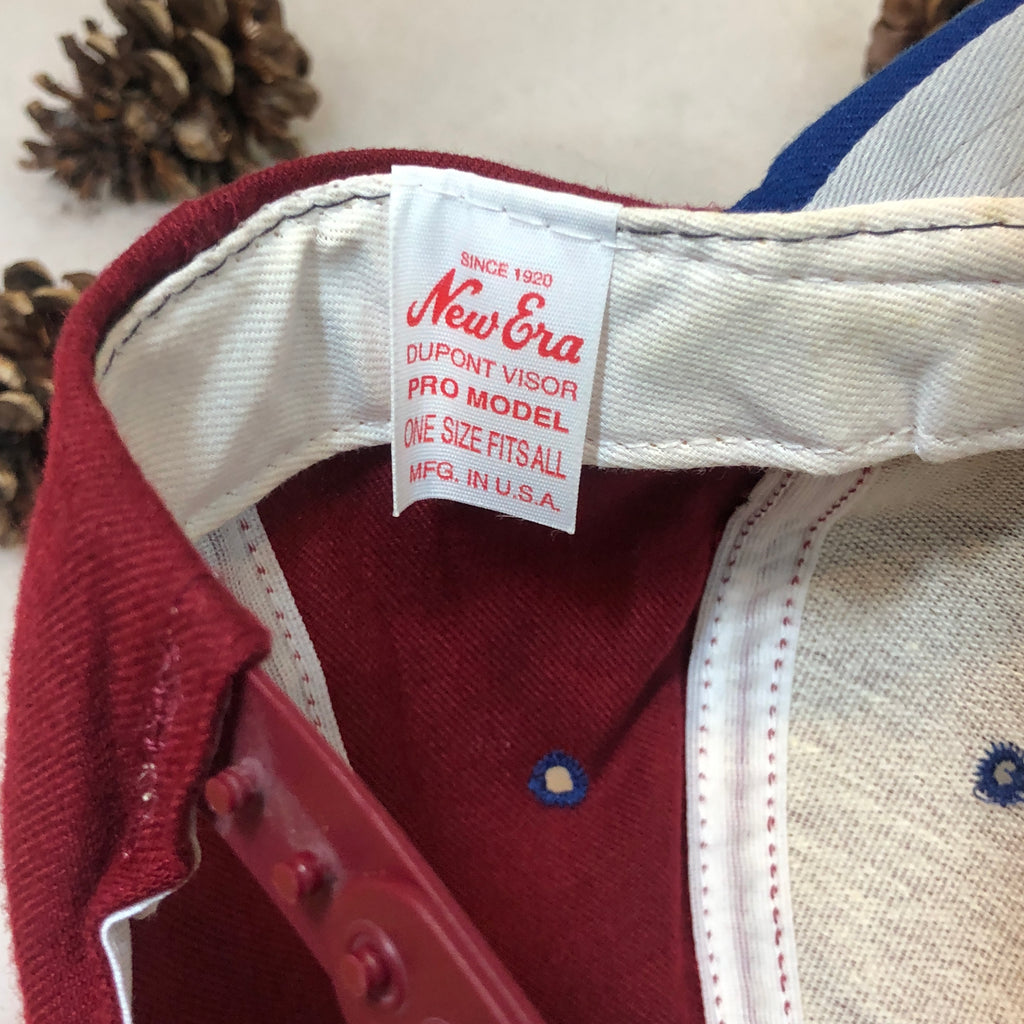 SINCE 1920
New Era
DUPONT VISOR
PRO MODEL
ONE SIZE FITS ALL
MFG. IN U.S.A.